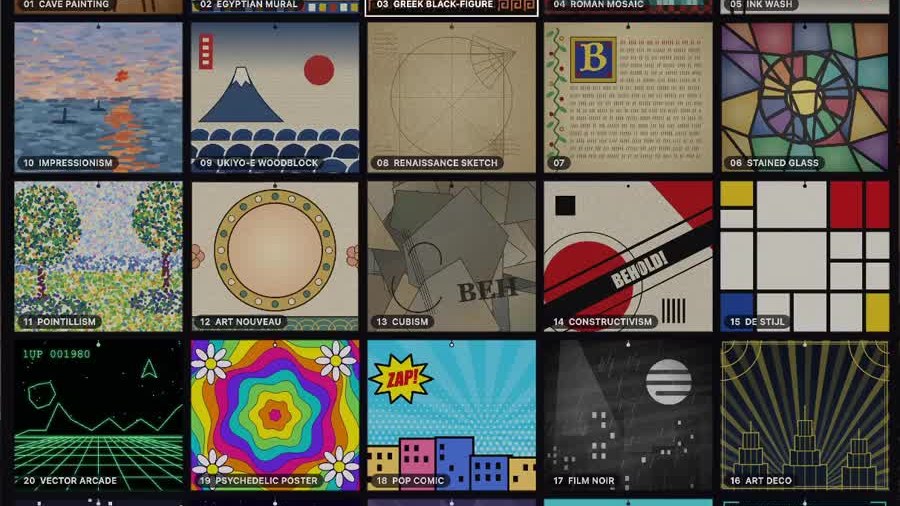 01 CAVE PAINTING
02 EGYPTIAN MURAL
03 GREEK BLACK-FIGURE
04 ROMAN MOSAIC
05 INK WASH
10 IMPRESSIONISM
09 UKIYO-E WOODBLOCK
08 RENAISSANCE SKETCH
B
07
06 STAINED GLASS
11 POINTILLISM
12 ART NOUVEAU
BEH
13 CUBISM
BEHOLD!
14 CONSTRUCTIVISM
15 DE STIJL
1UP 001980
20 VECTOR ARCADE
19 PSYCHEDELIC POSTER
ZAP!
18 POP COMIC
17 FILM NOIR
16 ART DECO